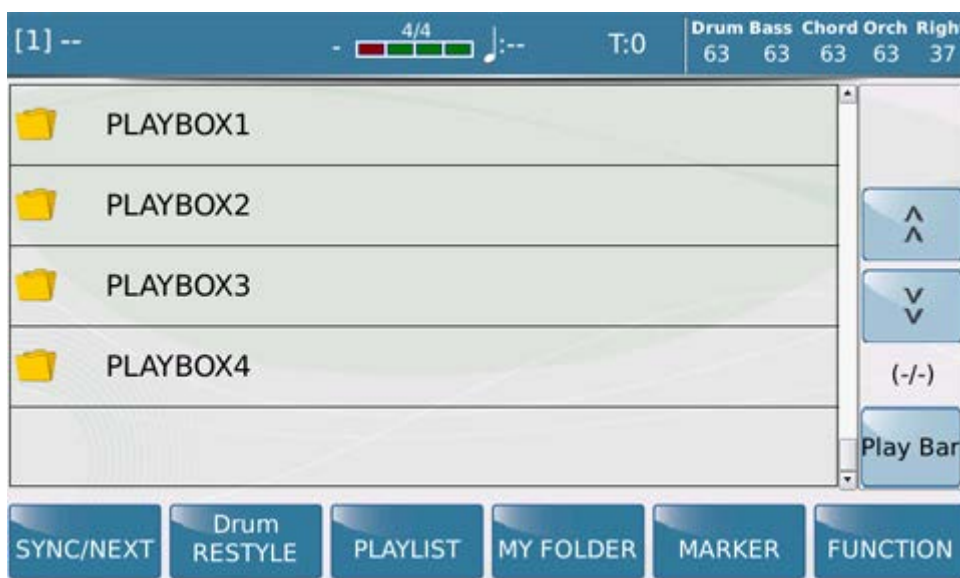 [1] -- - 4/4 :-- T:0 Drum Bass Chord Orch Righ
63 63 63 63 37
PLAYBOX1
PLAYBOX2
PLAYBOX3
PLAYBOX4
(-/-)
Play Bar
SYNC/NEXT Drum RESTYLE PLAYLIST MY FOLDER MARKER FUNCTION